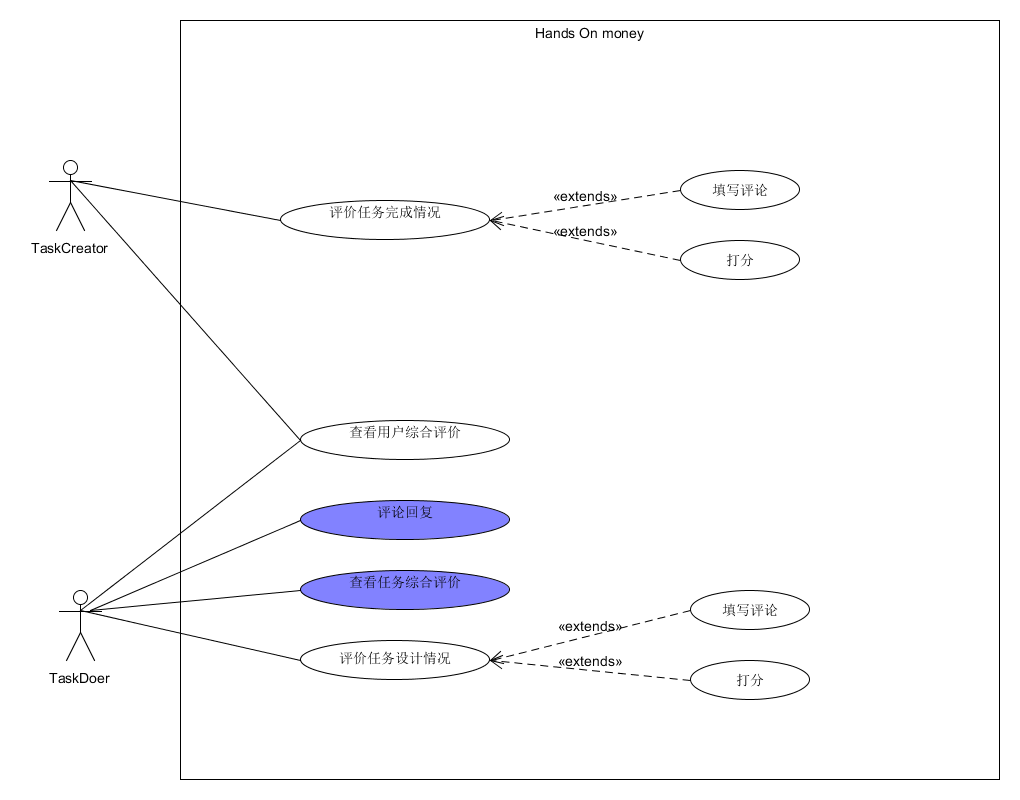 Hands On money
TaskCreator
评价任务完成情况
«extends»
填写评论
«extends»
打分
查看用户综合评价
评论回复
查看任务综合评价
TaskDoer
评价任务设计情况
«extends»
填写评论
«extends»
打分